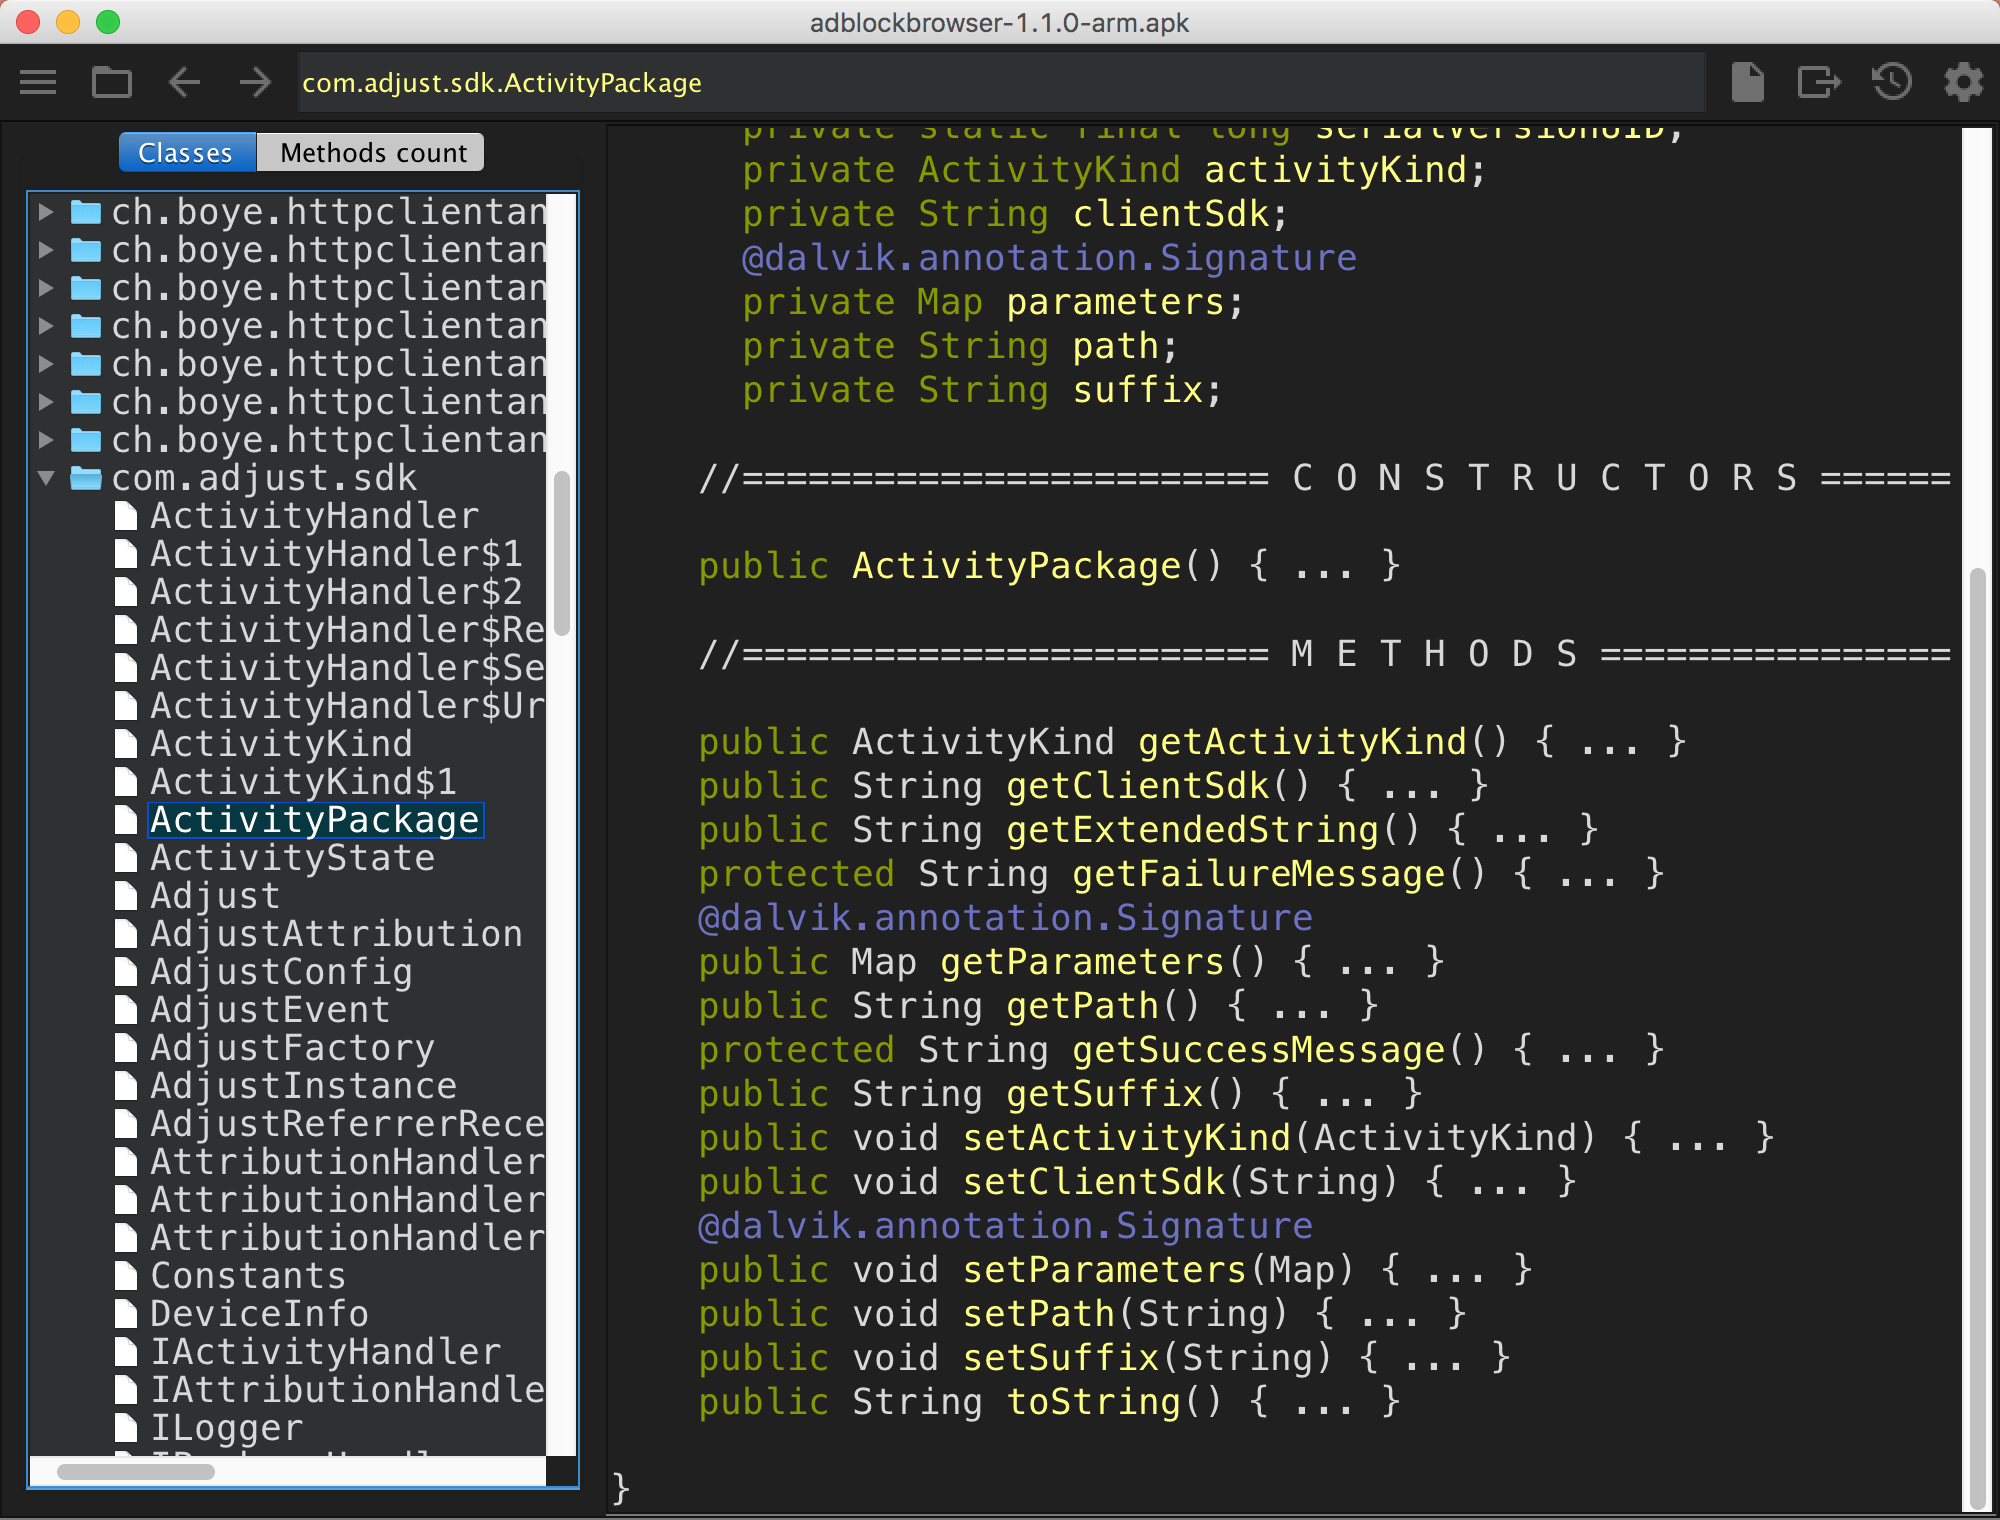 adblockbrowser-1.1.0-arm.apk
com.adjust.sdk.ActivityPackage
Classes
Methods count
ch.boye.httpclientan
ch.boye.httpclientan
ch.boye.httpclientan
ch.boye.httpclientan
ch.boye.httpclientan
ch.boye.httpclientan
ch.boye.httpclientan
com.adjust.sdk
ActivityHandler
ActivityHandler$1
ActivityHandler$2
ActivityHandler$Re
ActivityHandler$Se
ActivityHandler$Ur
ActivityKind
ActivityKind$1
ActivityPackage
ActivityState
Adjust
AdjustAttribution
AdjustConfig
AdjustEvent
AdjustFactory
AdjustInstance
AdjustReferrerRece
AttributionHandler
AttributionHandler
AttributionHandler
Constants
DeviceInfo
IActivityHandler
IAttributionHandle
ILogger
private static final long serialVersionUID;
private ActivityKind activityKind;
private String clientSdk;
@dalvik.annotation.Signature
private Map parameters;
private String path;
private String suffix;
//======================== C O N S T R U C T O R S ======
public ActivityPackage() { ... }
//======================== M E T H O D S ================
public ActivityKind getActivityKind() { ... }
public String getClientSdk() { ... }
public String getExtendedString() { ... }
protected String getFailureMessage() { ... }
@dalvik.annotation.Signature
public Map getParameters() { ... }
public String getPath() { ... }
protected String getSuccessMessage() { ... }
public String getSuffix() { ... }
public void setActivityKind(ActivityKind) { ... }
public void setClientSdk(String) { ... }
@dalvik.annotation.Signature
public void setParameters(Map) { ... }
public void setPath(String) { ... }
public void setSuffix(String) { ... }
public String toString() { ... }
}